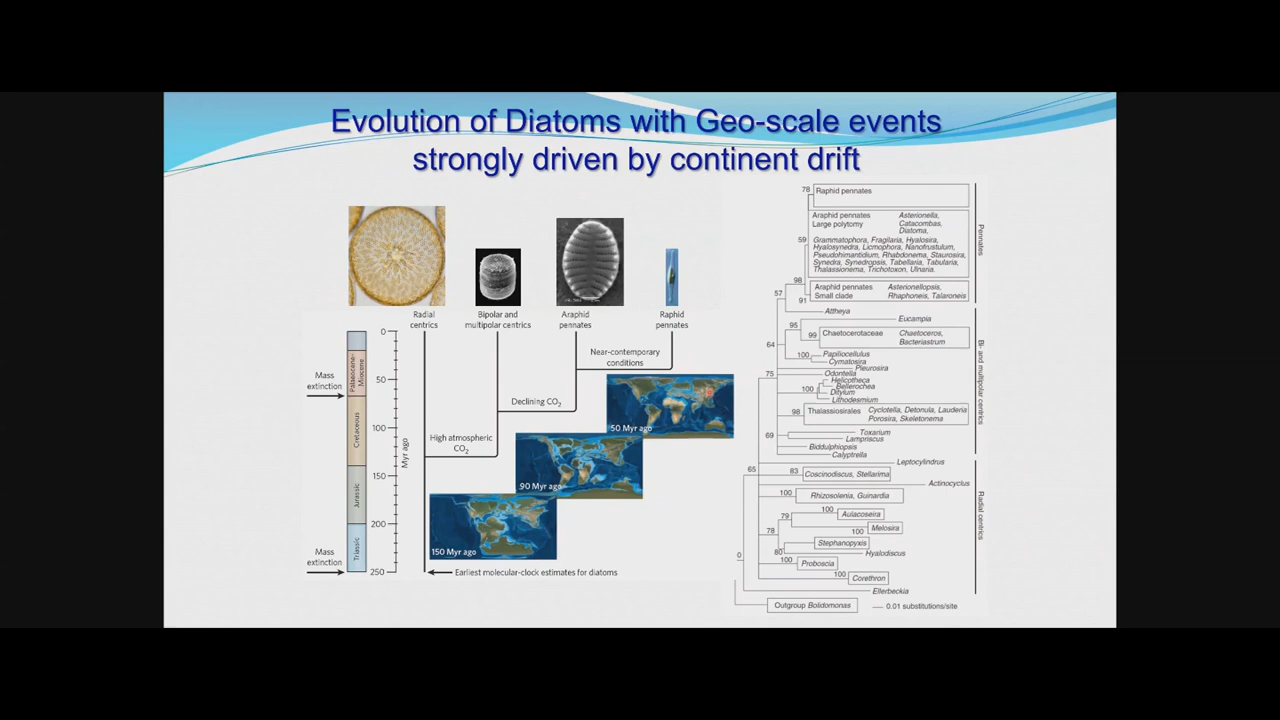 Evolution of Diatoms with Geo-scale events
strongly driven by continent drift
Radial
centrics
Bipolar and
multipolar centrics
Araphid
pennates
Raphid
pennates
Near-contemporary
conditions
Declining CO2
High atmospheric
CO2
Mass
extinction
Mass
extinction
Palaeocene-
Miocene
Cretaceous
Jurassic
Triassic
0
50
100
150
200
250
Myr ago
50 Myr ago
90 Myr ago
150 Myr ago
Earliest molecular-clock estimates for diatoms
78
Raphid pennates
Araphid pennates Asterionella,
Large polytomy Catacombas,
Diatoma,
59
Grammatophora, Fragilaria, Hyalosira,
Hyalosynedra, Licmophora, Nanofrustulum,
Pseudohimantidium, Rhabdonema, Staurosira,
Synedra, Synedropsis, Tabellaria, Tabularia,
Thalassionema, Trichotoxon, Ulnaria.
98
Araphid pennates Asterionellopsis,
57
Small clade Rhaphoneis, Talaroneis
91
Attheya
Eucampia
95
99
Chaetocerotaceae Chaetoceros,
Bacteriastrum
64
100
Papiliocellulus
Cymatosira
Pleurosira
75
Odontella
Helicotheca
Bellerochea
100
Ditylum
Lithodesmium
98
Thalassiosirales Cyclotella, Detonula, Lauderia
Porosira, Skeletonema
69
Toxarium
Lampriscus
Biddulphiopsis
Calyptrella
Leptocylindrus
65
83
Coscinodiscus, Stellarima
Actinocyclus
100
Rhizosolenia, Guinardia
79
100
Aulacoseira
78
100
Melosira
Stephanopyxis
80
Hyalodiscus
0
100
Proboscia
100
Corethron
Ellerbeckia
Outgroup Bolidomonas
0.01 substitutions/site
Pennates
Bi- and multipolar centrics
Radial centrics